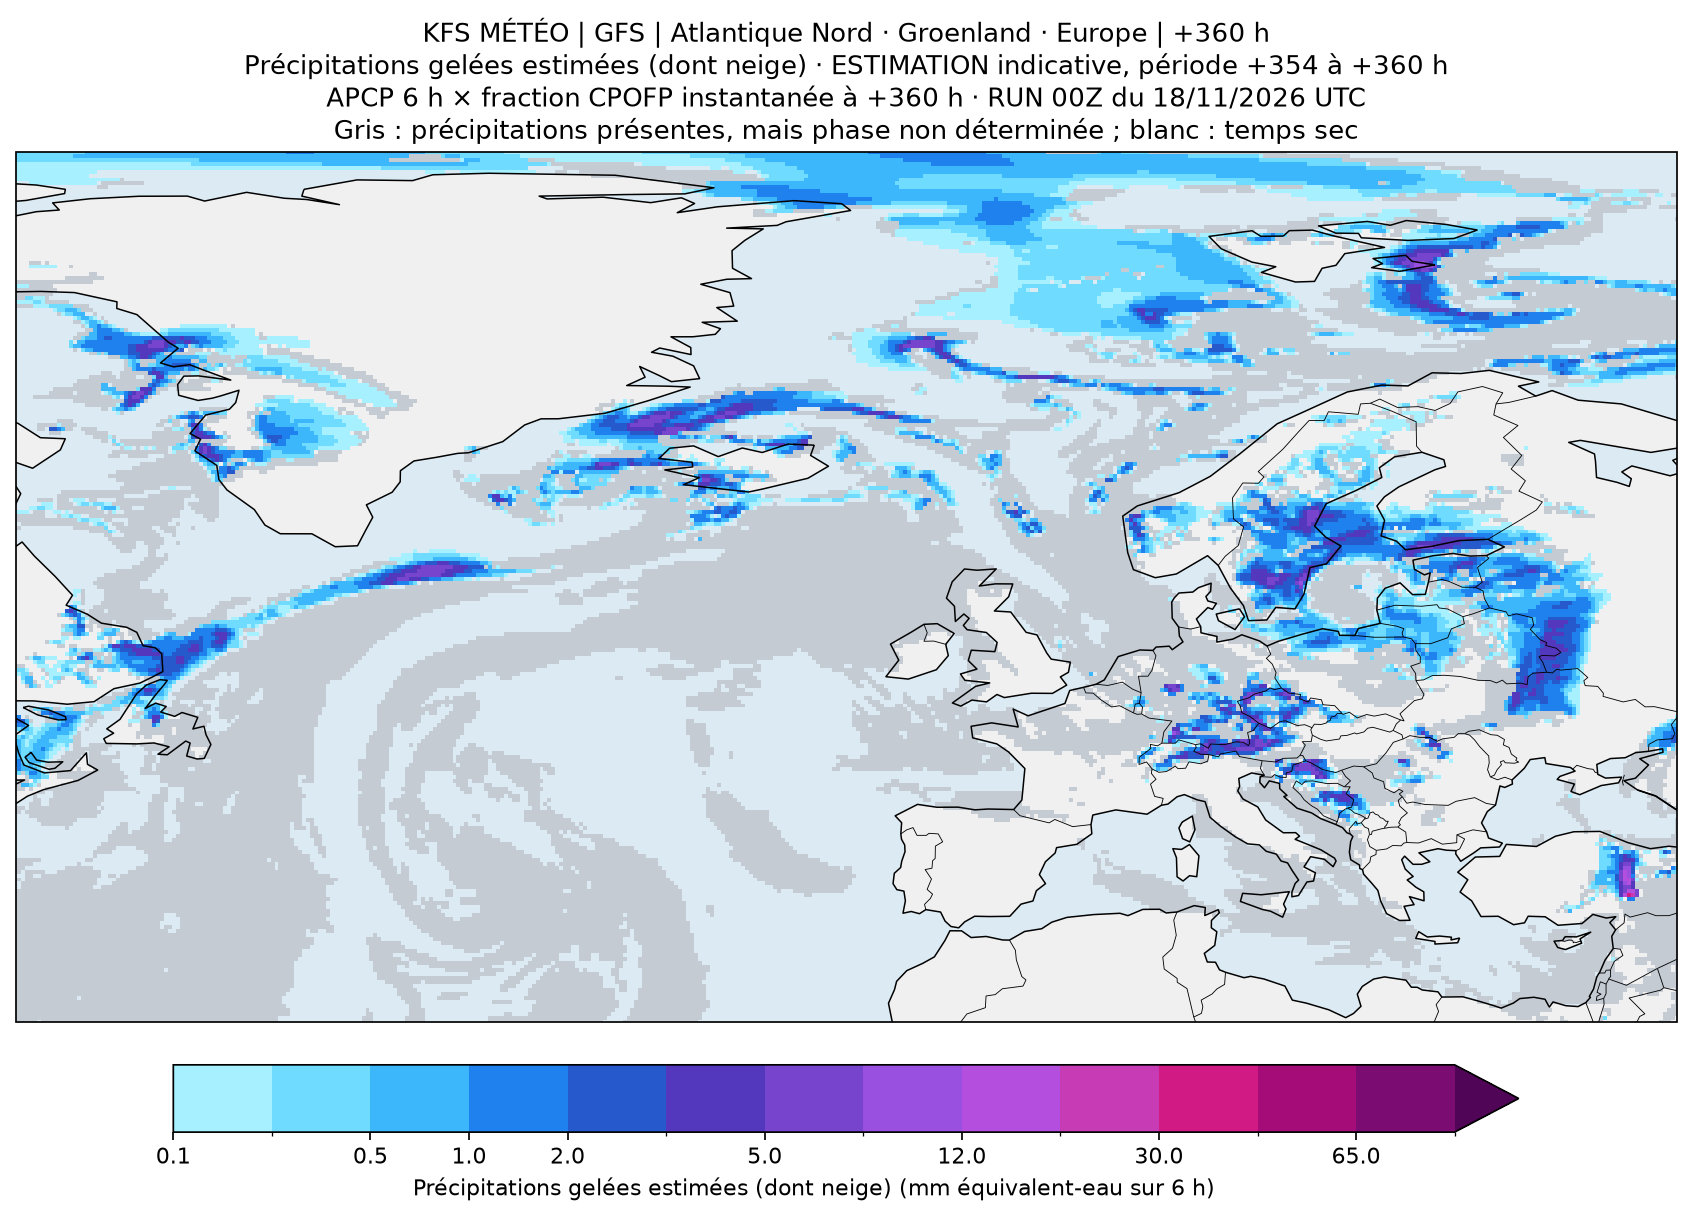 KFS MÉTÉO | GFS | Atlantique Nord · Groenland · Europe | +360 h
Précipitations gelées estimées (dont neige) · ESTIMATION indicative, période +354 à +360 h
APCP 6 h × fraction CPOFP instantanée à +360 h · RUN 00Z du 18/11/2026 UTC
Gris : précipitations présentes, mais phase non déterminée ; blanc : temps sec
0.1 0.5 1.0 2.0 5.0 12.0 30.0 65.0
Précipitations gelées estimées (dont neige) (mm équivalent-eau sur 6 h)